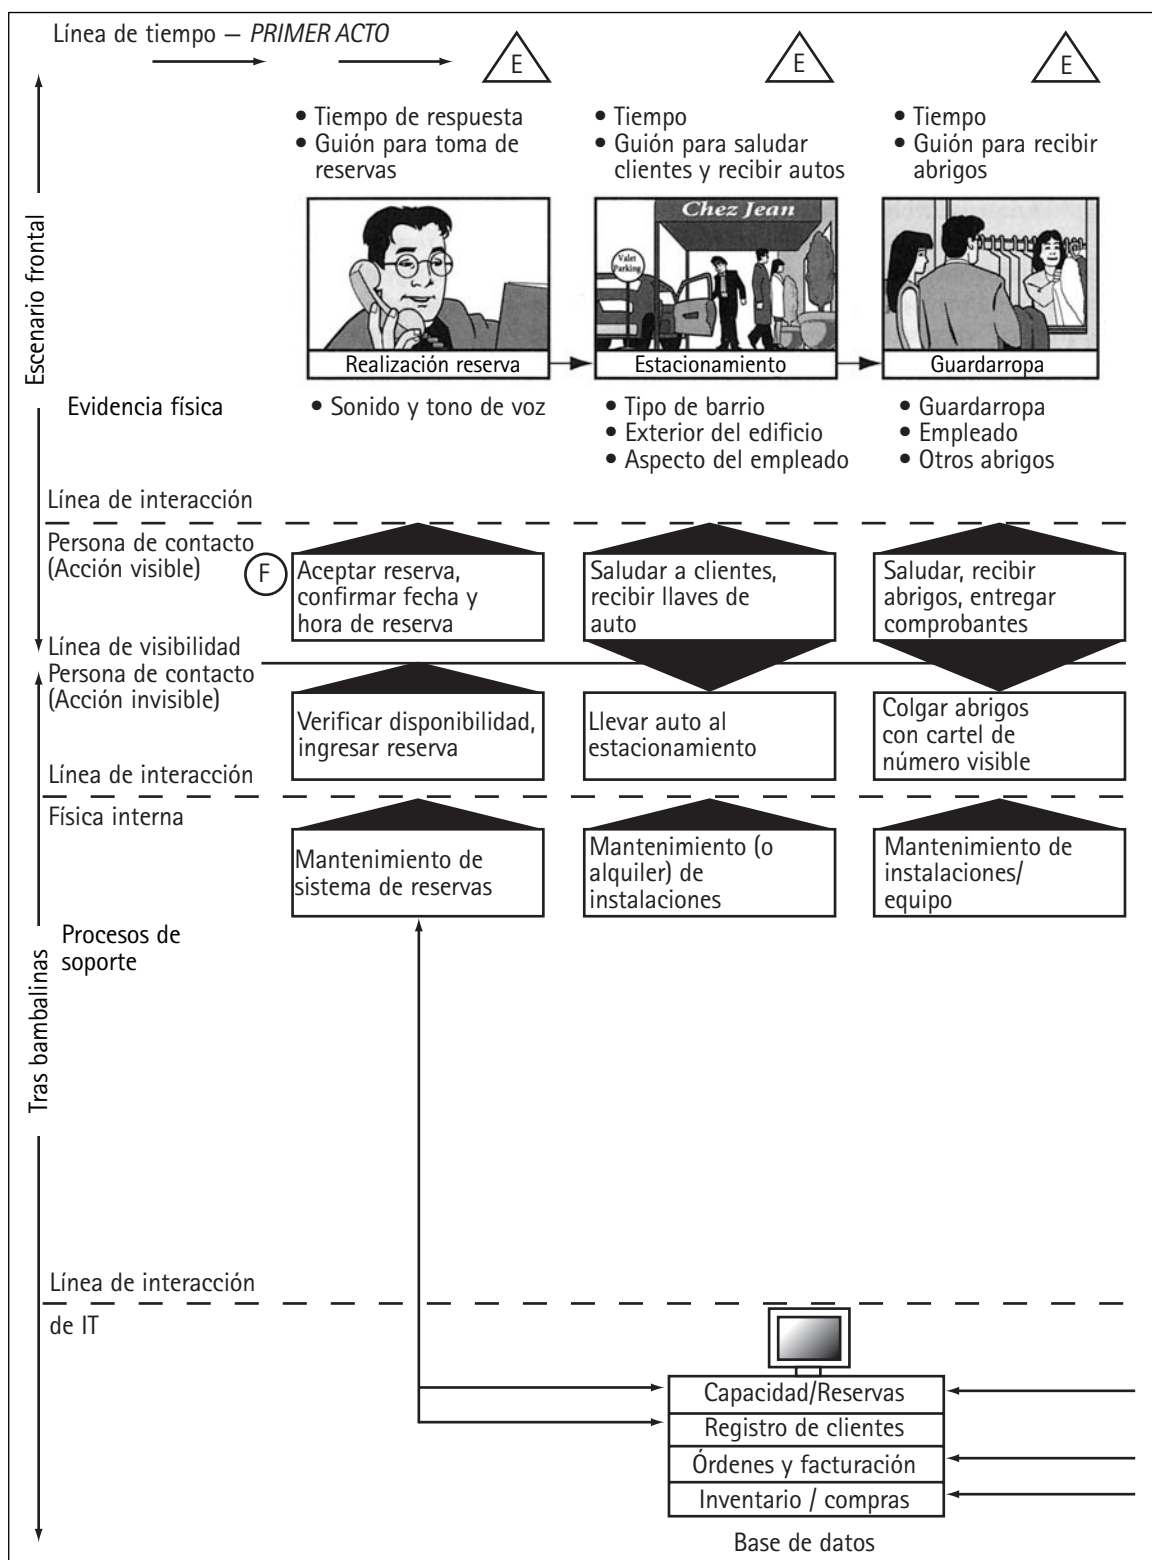 Línea de tiempo – PRIMER ACTO
E
E
E
• Tiempo de respuesta
• Guión para toma de
reservas
• Tiempo
• Guión para saludar
clientes y recibir autos
• Tiempo
• Guión para recibir
abrigos
Escenario frontal
Chez Jean
Valet
Parking
Realización reserva
Estacionamiento
Guardarropa
Evidencia física
• Sonido y tono de voz
• Tipo de barrio
• Exterior del edificio
• Aspecto del empleado
• Guardarropa
• Empleado
• Otros abrigos
Línea de interacción
Persona de contacto
(Acción visible)
F
Aceptar reserva,
confirmar fecha y
hora de reserva
Saludar a clientes,
recibir llaves de
auto
Saludar, recibir
abrigos, entregar
comprobantes
Línea de visibilidad
Persona de contacto
(Acción invisible)
Verificar disponibilidad,
ingresar reserva
Llevar auto al
estacionamiento
Colgar abrigos
con cartel de
número visible
Línea de interacción
Física interna
Mantenimiento de
sistema de reservas
Mantenimiento (o
alquiler) de
instalaciones
Mantenimiento de
instalaciones/
equipo
Procesos de
soporte
Tras bambalinas
Línea de interacción
de IT
Capacidad/Reservas
Registro de clientes
Órdenes y facturación
Inventario / compras
Base de datos